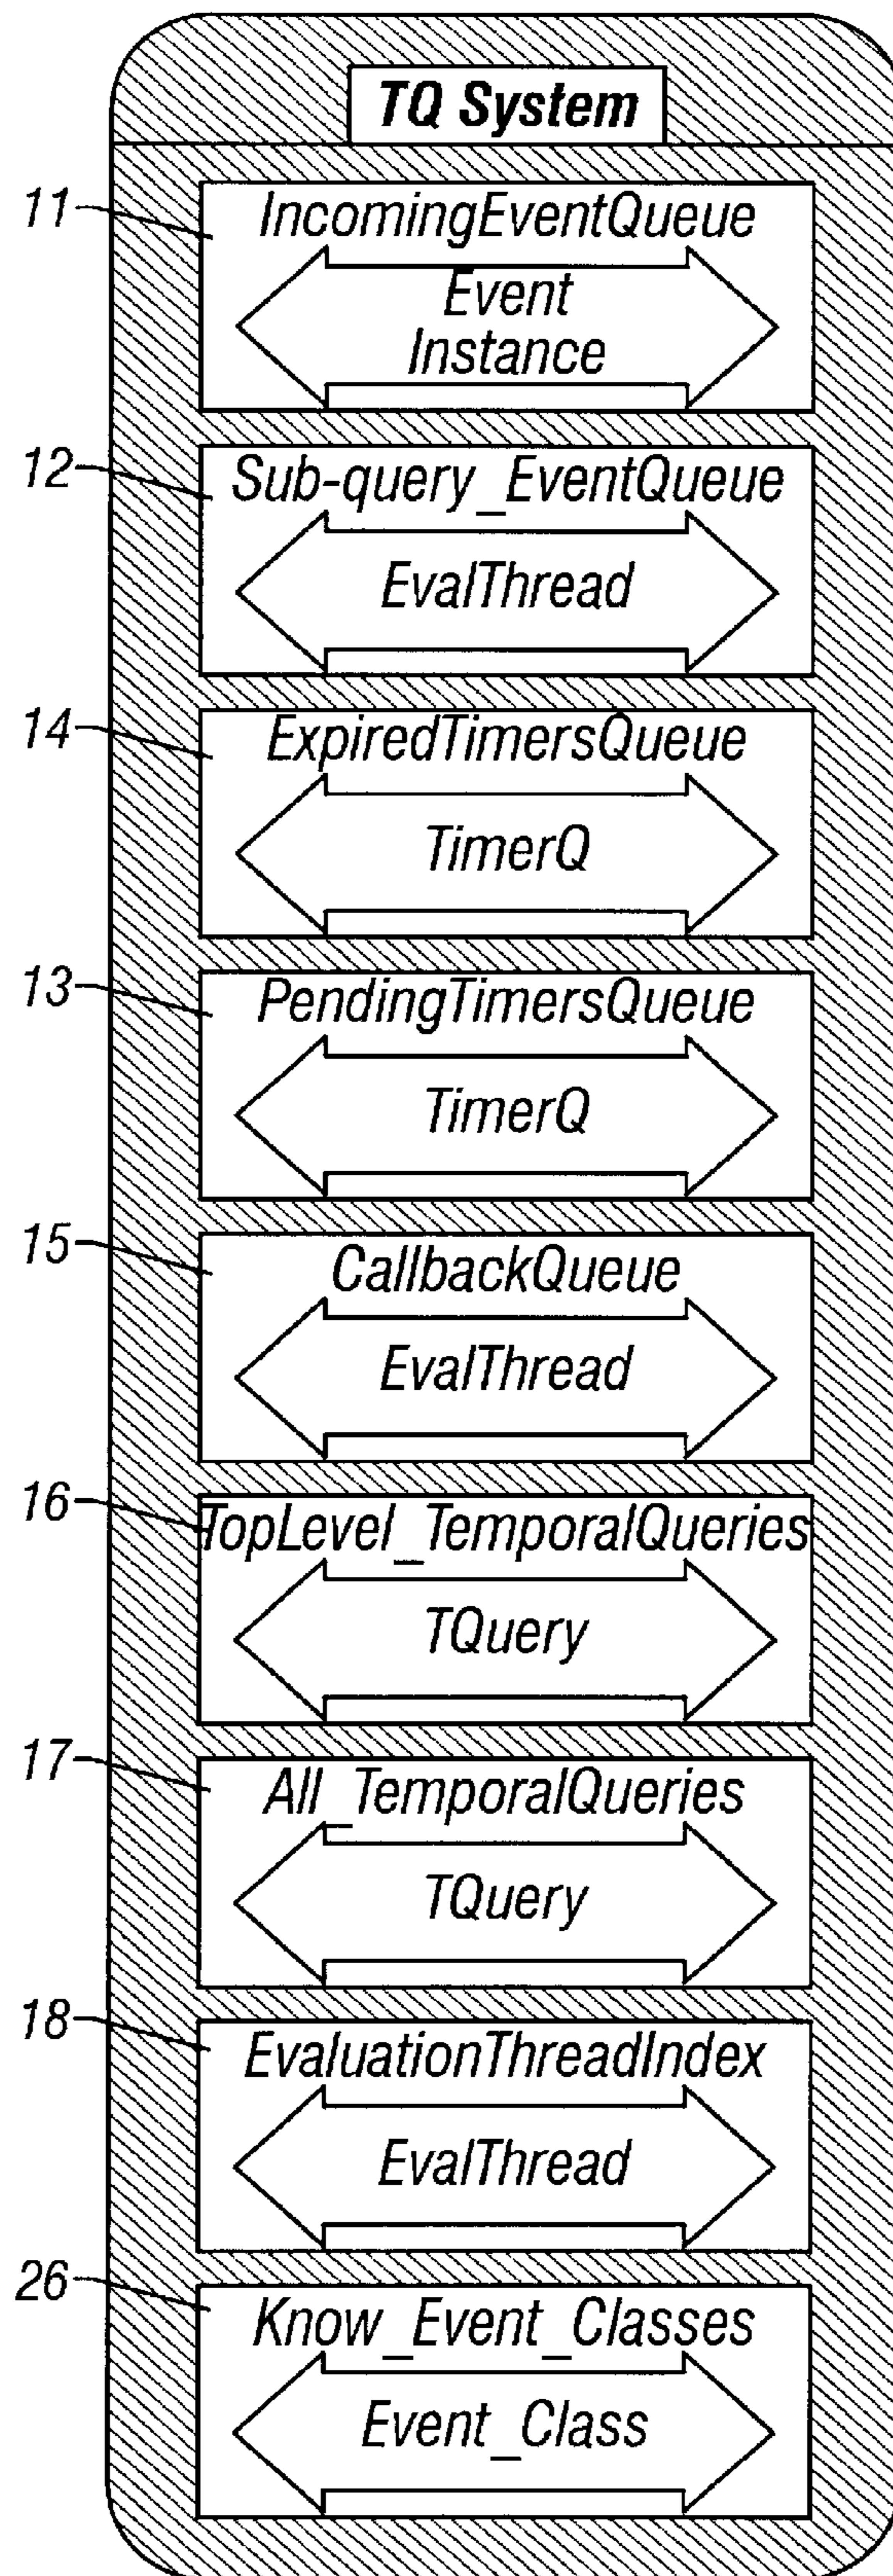 TQ System
11
IncomingEventQueue
Event
Instance
12
Sub-query_EventQueue
EvalThread
14
ExpiredTimersQueue
TimerQ
13
PendingTimersQueue
TimerQ
15
CallbackQueue
EvalThread
16
TopLevel_TemporalQueries
TQuery
17
All_TemporalQueries
TQuery
18
EvaluationThreadIndex
EvalThread
26
Know_Event_Classes
Event_Class